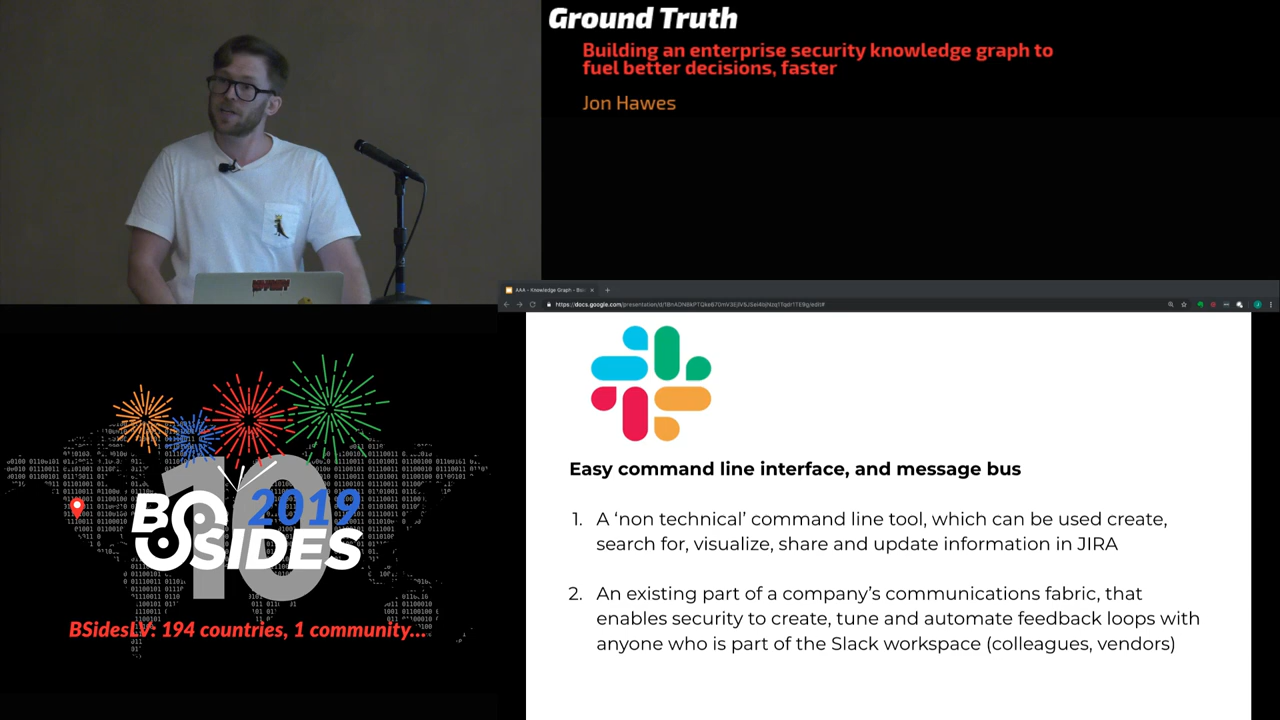 Ground Truth
Building an enterprise security knowledge graph to
fuel better decisions, faster
Jon Hawes
Easy command line interface, and message bus
1. A ‘non technical’ command line tool, which can be used create,
search for, visualize, share and update information in JIRA
2. An existing part of a company’s communications fabric, that
enables security to create, tune and automate feedback loops with
anyone who is part of the Slack workspace (colleagues, vendors)
10
2019
BSIDES
BSidesLV: 194 countries, 1 community...